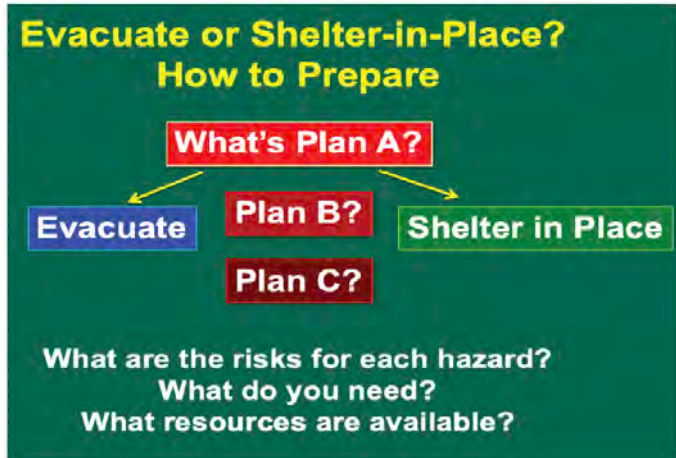 Evacuate or Shelter-in-Place?
How to Prepare
What's Plan A?
Evacuate
Plan B?
Shelter in Place
Plan C?
What are the risks for each hazard?
What do you need?
What resources are available?